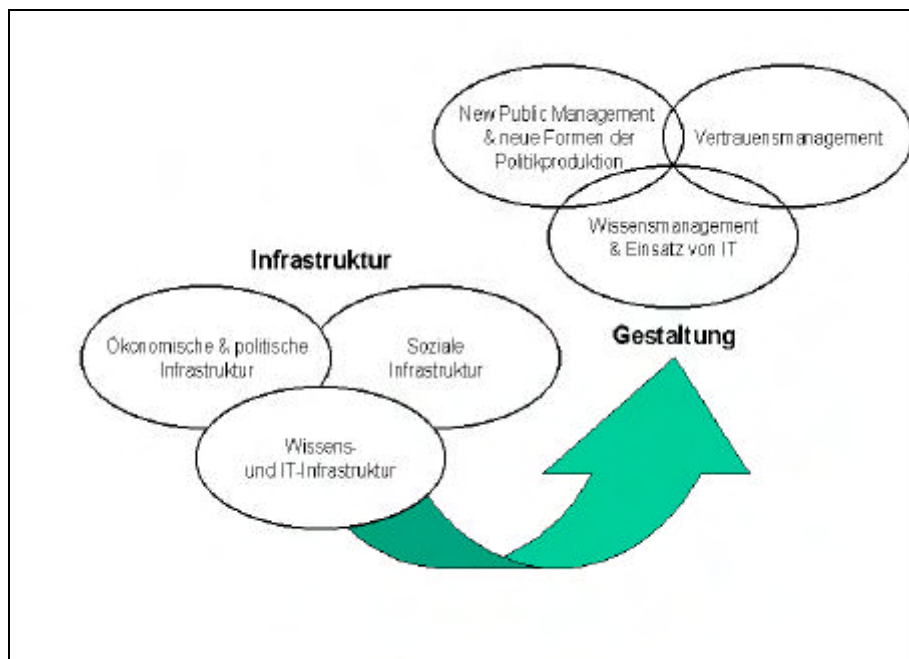 New Public Management
& neue Formen der
Politikproduktion
Vertrauensmanagement
Wissensmanagement
& Einsatz von IT
Infrastruktur
Gestaltung
Ökonomische & politische
Infrastruktur
Soziale
Infrastruktur
Wissens-
und IT-Infrastruktur